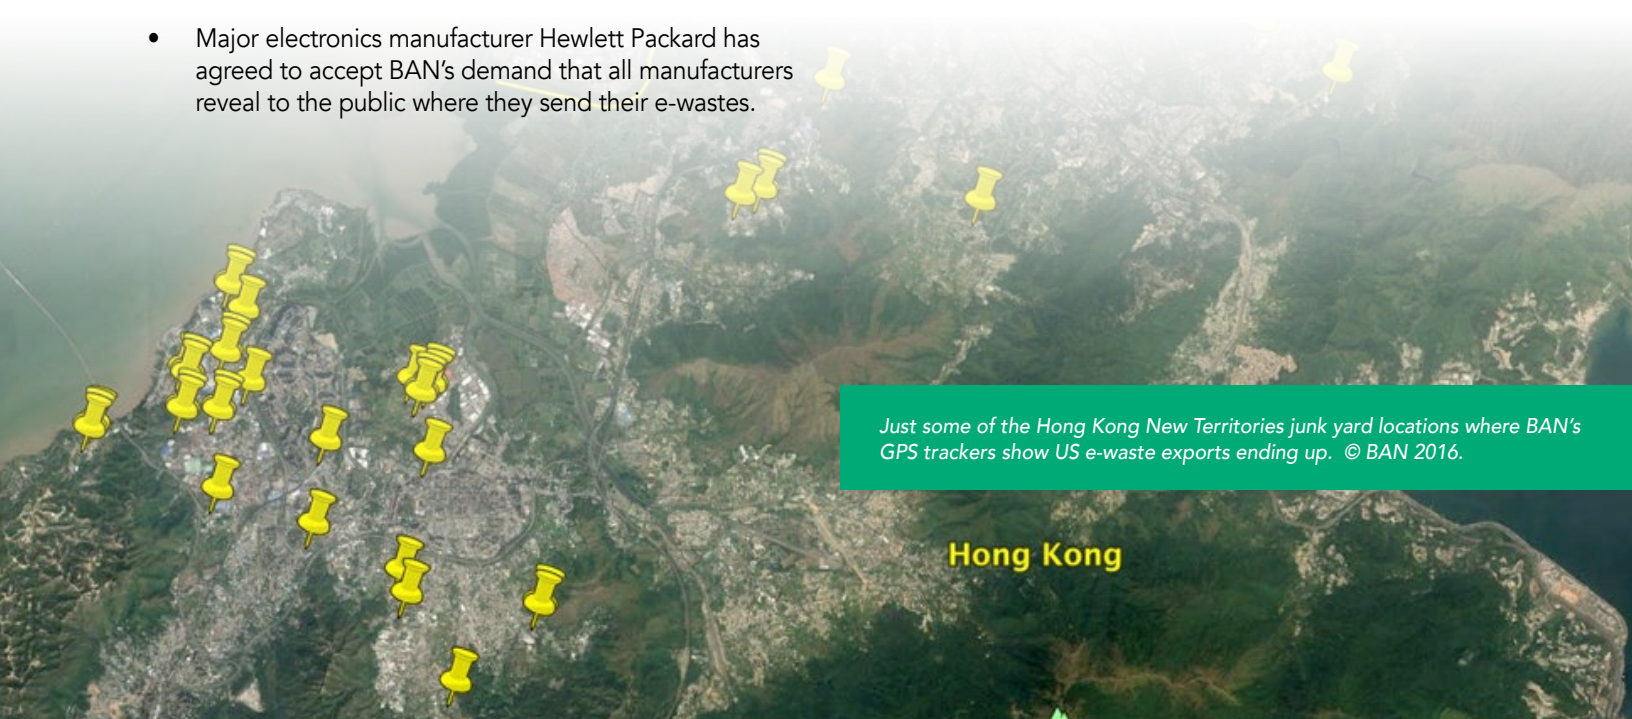 • Major electronics manufacturer Hewlett Packard has
agreed to accept BAN's demand that all manufacturers
reveal to the public where they send their e-wastes.
Just some of the Hong Kong New Territories junk yard locations where BAN's
GPS trackers show US e-waste exports ending up. © BAN 2016.
Hong Kong